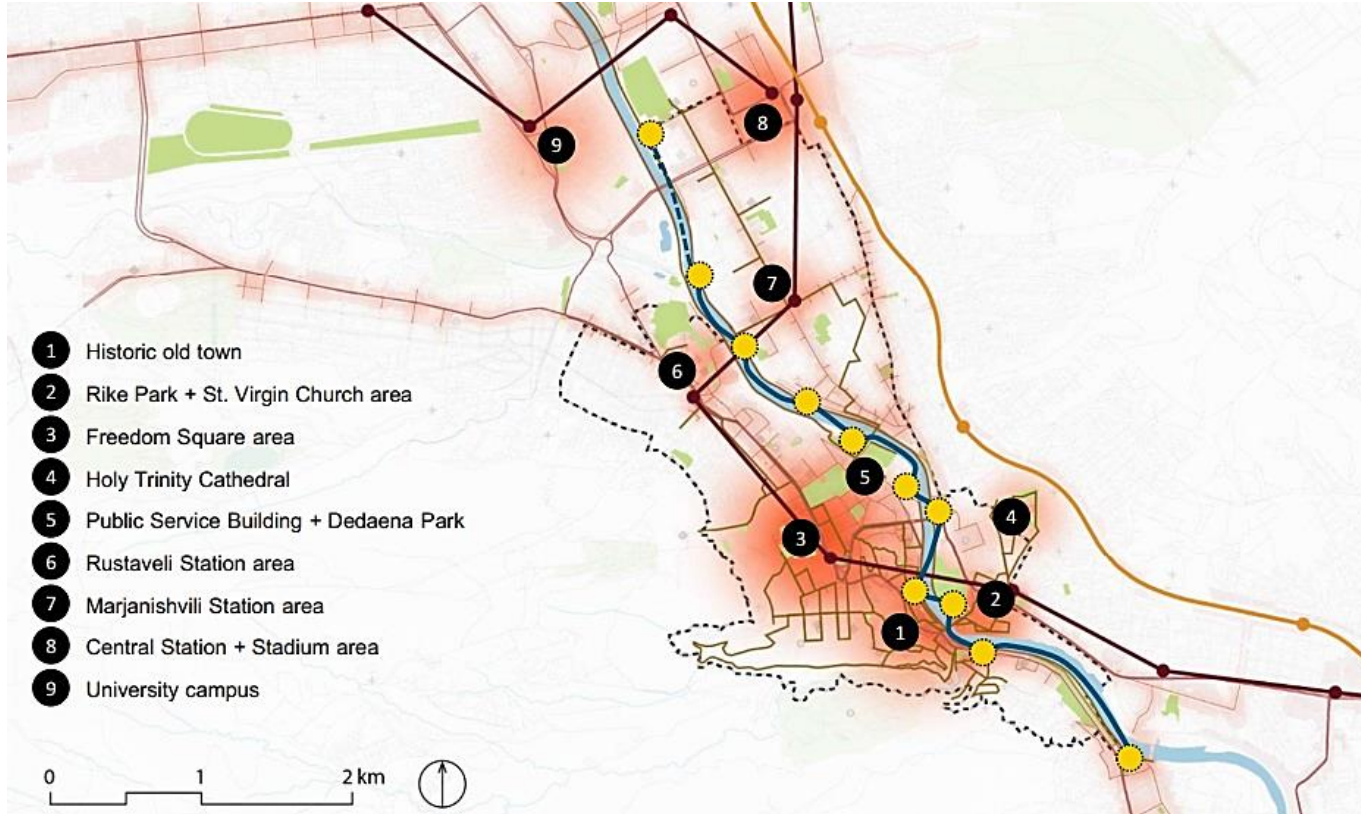 9
8
7
6
5
4
3
2
1
1 Historic old town
2 Rike Park + St. Virgin Church area
3 Freedom Square area
4 Holy Trinity Cathedral
5 Public Service Building + Dedaena Park
6 Rustaveli Station area
7 Marjanishvili Station area
8 Central Station + Stadium area
9 University campus
0 1 2 km